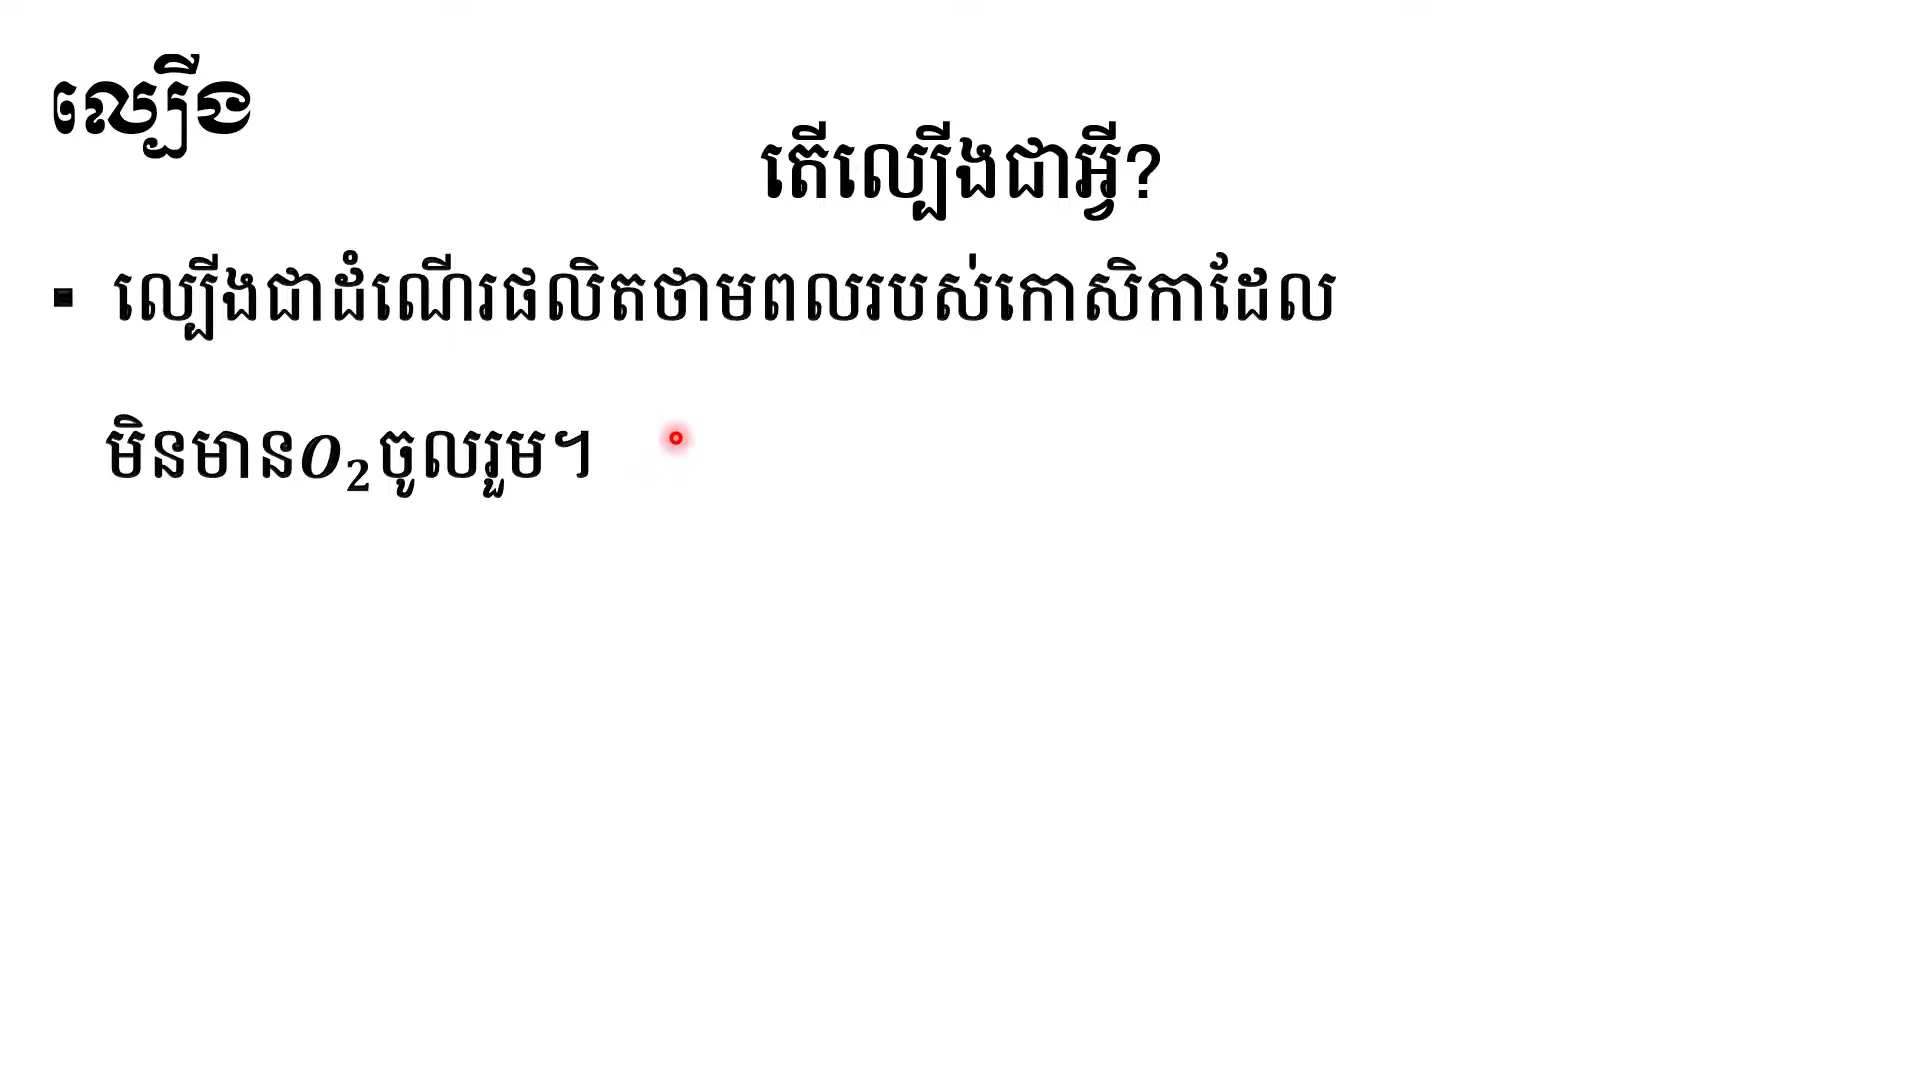 ល្បើង
តើល្បើងជាអ្វី?
▪ ល្បើងជាដំណើរផលិតថាមពលរបស់កោសិកាដែល
មិនមានO₂ចូលរួម។